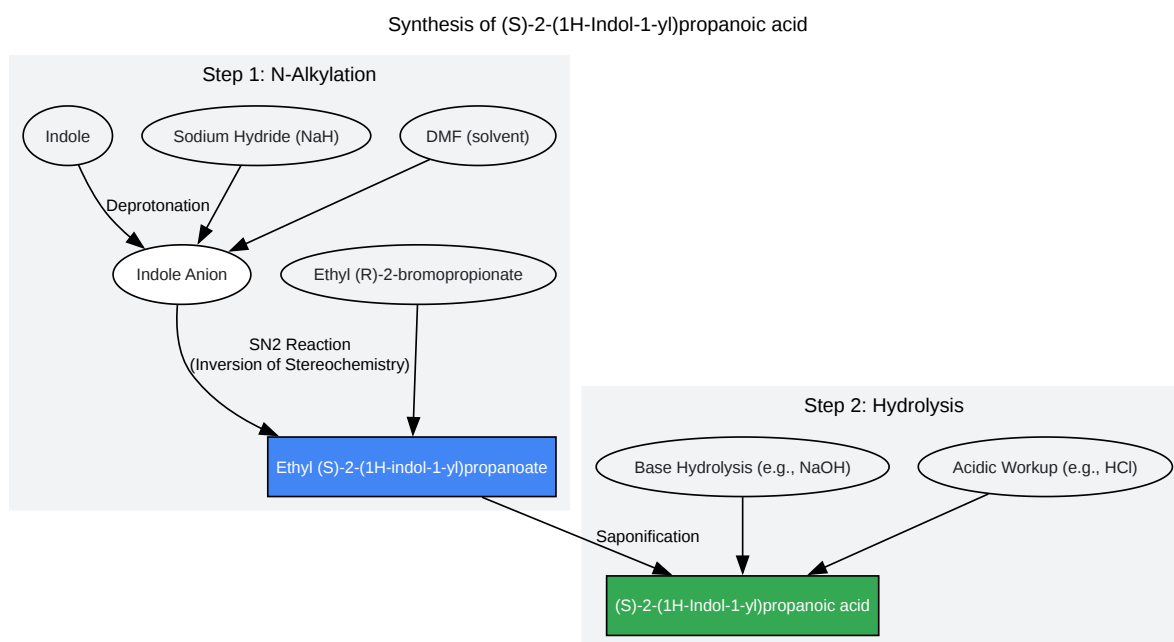 Synthesis of (S)-2-(1H-Indol-1-yl)propanoic acid
Step 1: N-Alkylation
Indole
Sodium Hydride (NaH)
DMF (solvent)
Deprotonation
Indole Anion
Ethyl (R)-2-bromopropionate
SN2 Reaction
(Inversion of Stereochemistry)
Ethyl (S)-2-(1H-indol-1-yl)propanoate
Step 2: Hydrolysis
Base Hydrolysis (e.g., NaOH)
Acidic Workup (e.g., HCl)
Saponification
(S)-2-(1H-Indol-1-yl)propanoic acid